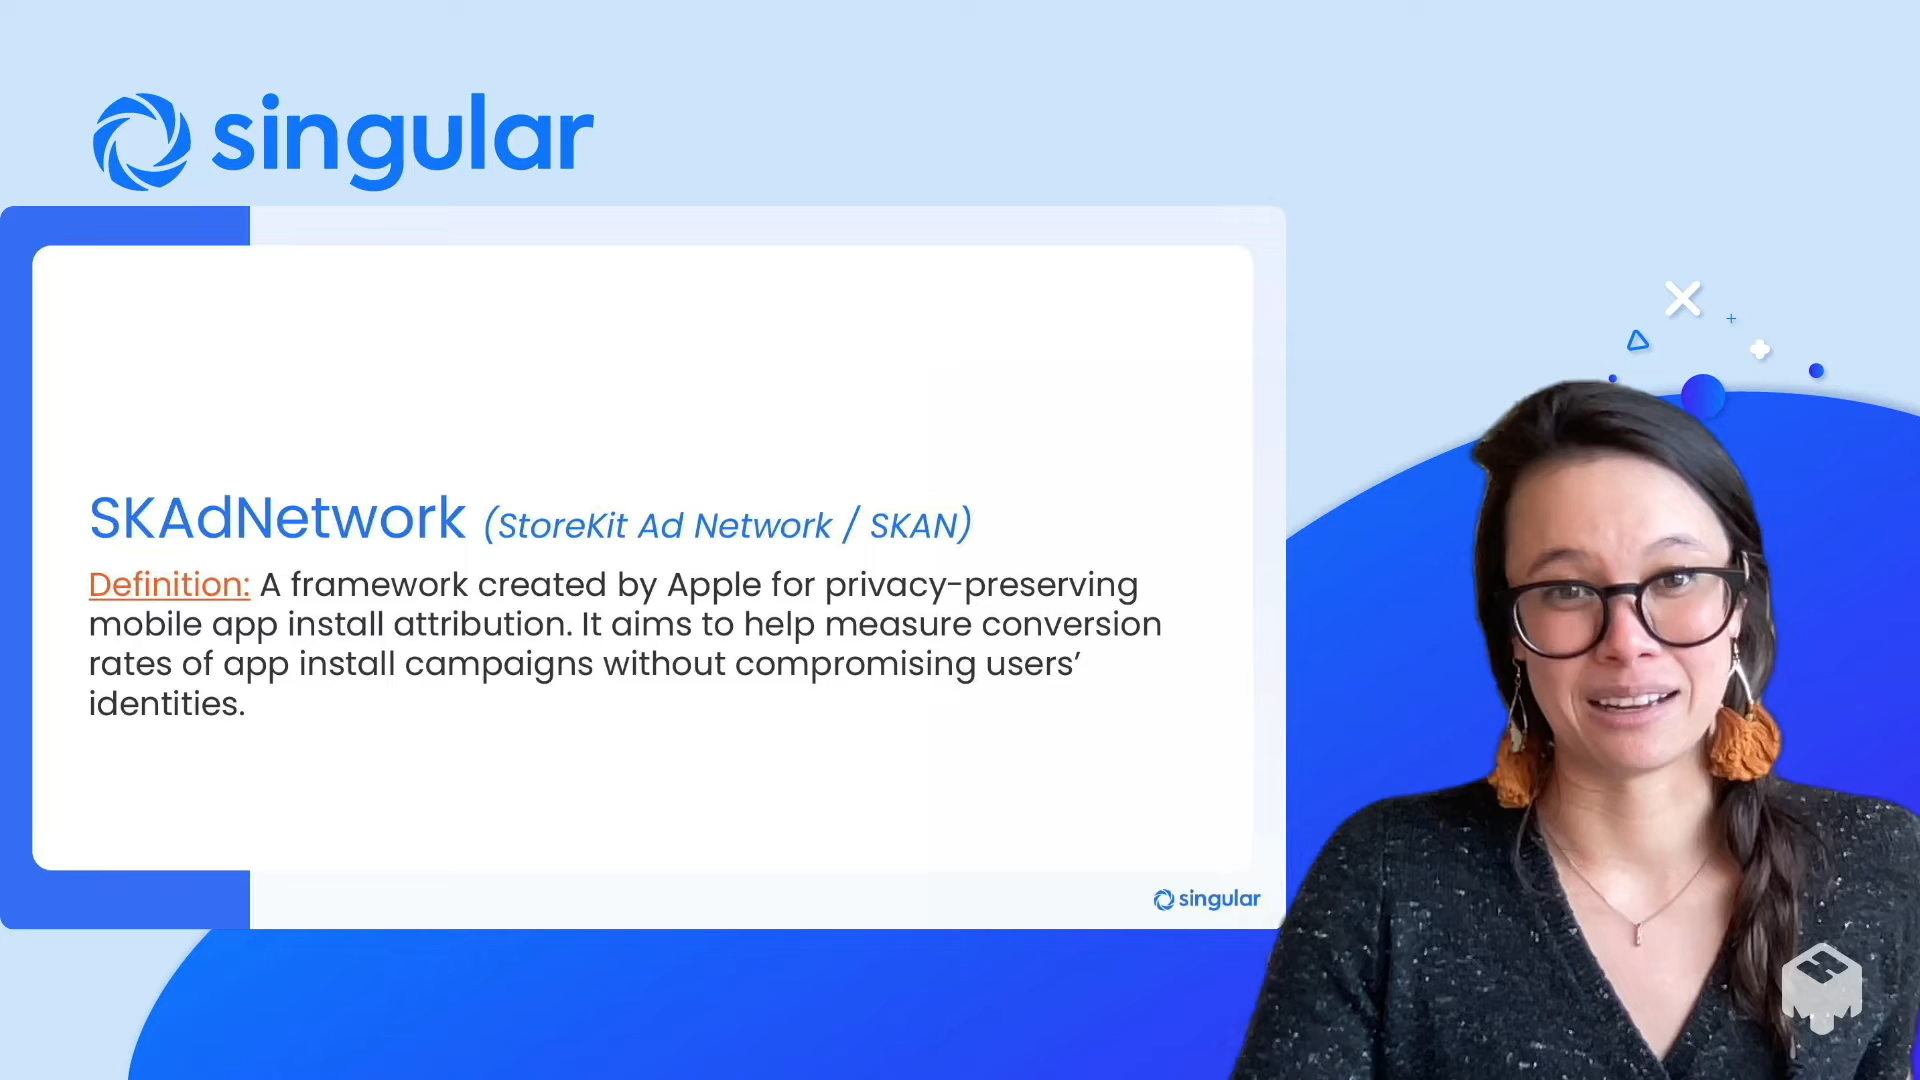 singular
SKAdNetwork (StoreKit Ad Network / SKAN)
Definition: A framework created by Apple for privacy-preserving
mobile app install attribution. It aims to help measure conversion
rates of app install campaigns without compromising users’
identities.
singular